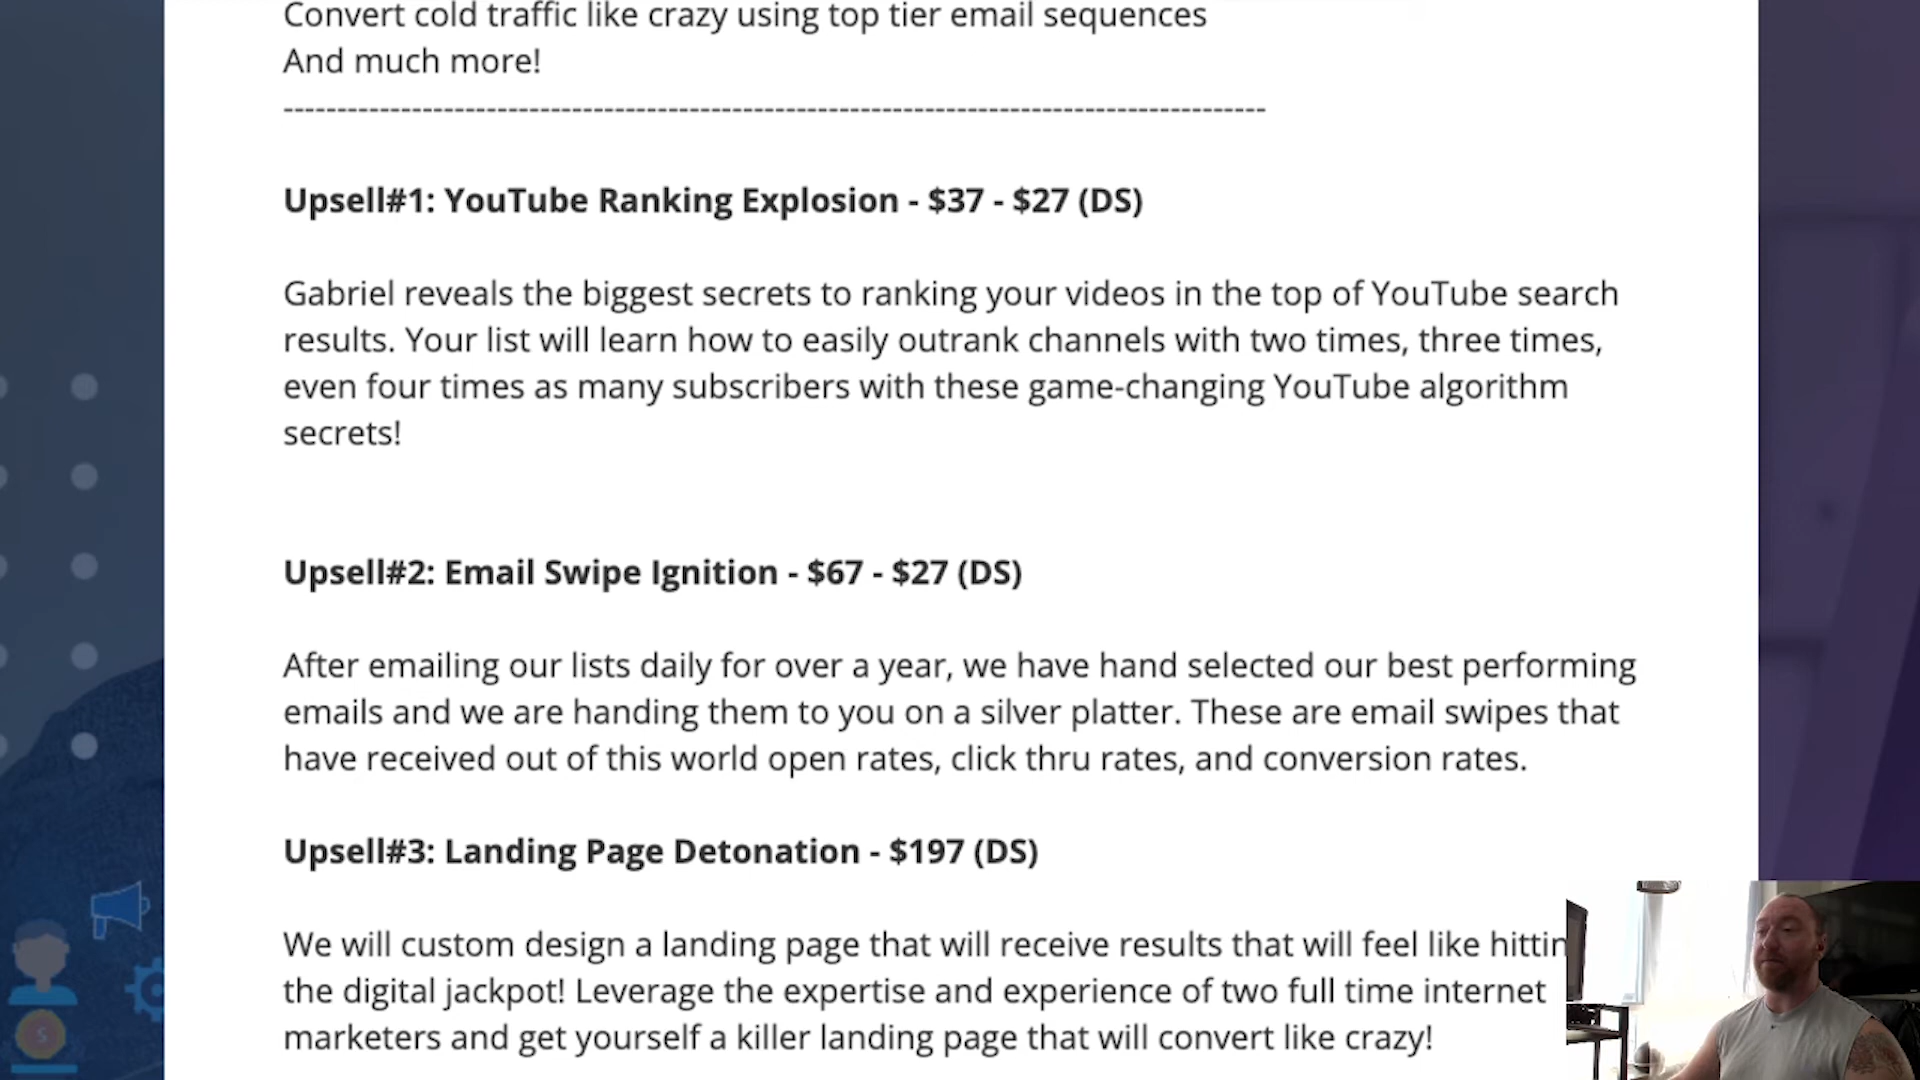 Convert cold traffic like crazy using top tier email sequences
And much more!
-------------------------------------------------------------------------------------------
Upsell#1: YouTube Ranking Explosion - $37 - $27 (DS)
Gabriel reveals the biggest secrets to ranking your videos in the top of YouTube search
results. Your list will learn how to easily outrank channels with two times, three times,
even four times as many subscribers with these game-changing YouTube algorithm
secrets!
Upsell#2: Email Swipe Ignition - $67 - $27 (DS)
After emailing our lists daily for over a year, we have hand selected our best performing
emails and we are handing them to you on a silver platter. These are email swipes that
have received out of this world open rates, click thru rates, and conversion rates.
Upsell#3: Landing Page Detonation - $197 (DS)
We will custom design a landing page that will receive results that will feel like hittin
the digital jackpot! Leverage the expertise and experience of two full time internet
marketers and get yourself a killer landing page that will convert like crazy!
$